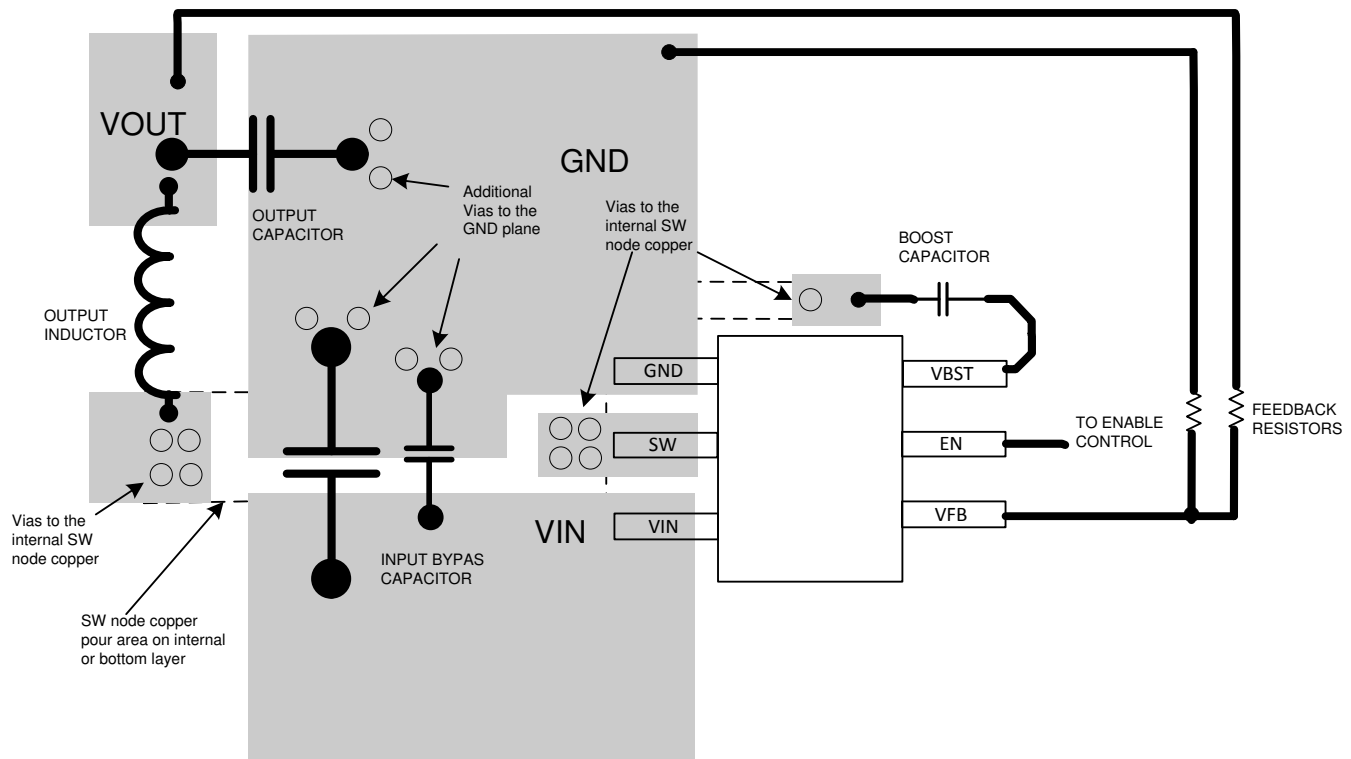 VOUT
GND
OUTPUT
CAPACITOR
Additional
Vias to the
GND plane
Vias to the
internal SW
node copper
BOOST
CAPACITOR
OUTPUT
INDUCTOR
GND
VBST
SW
EN
TO ENABLE
CONTROL
FEEDBACK
RESISTORS
VIN
VIN
VFB
Vias to the
internal SW
node copper
INPUT BYPAS
CAPACITOR
SW node copper
pour area on internal
or bottom layer